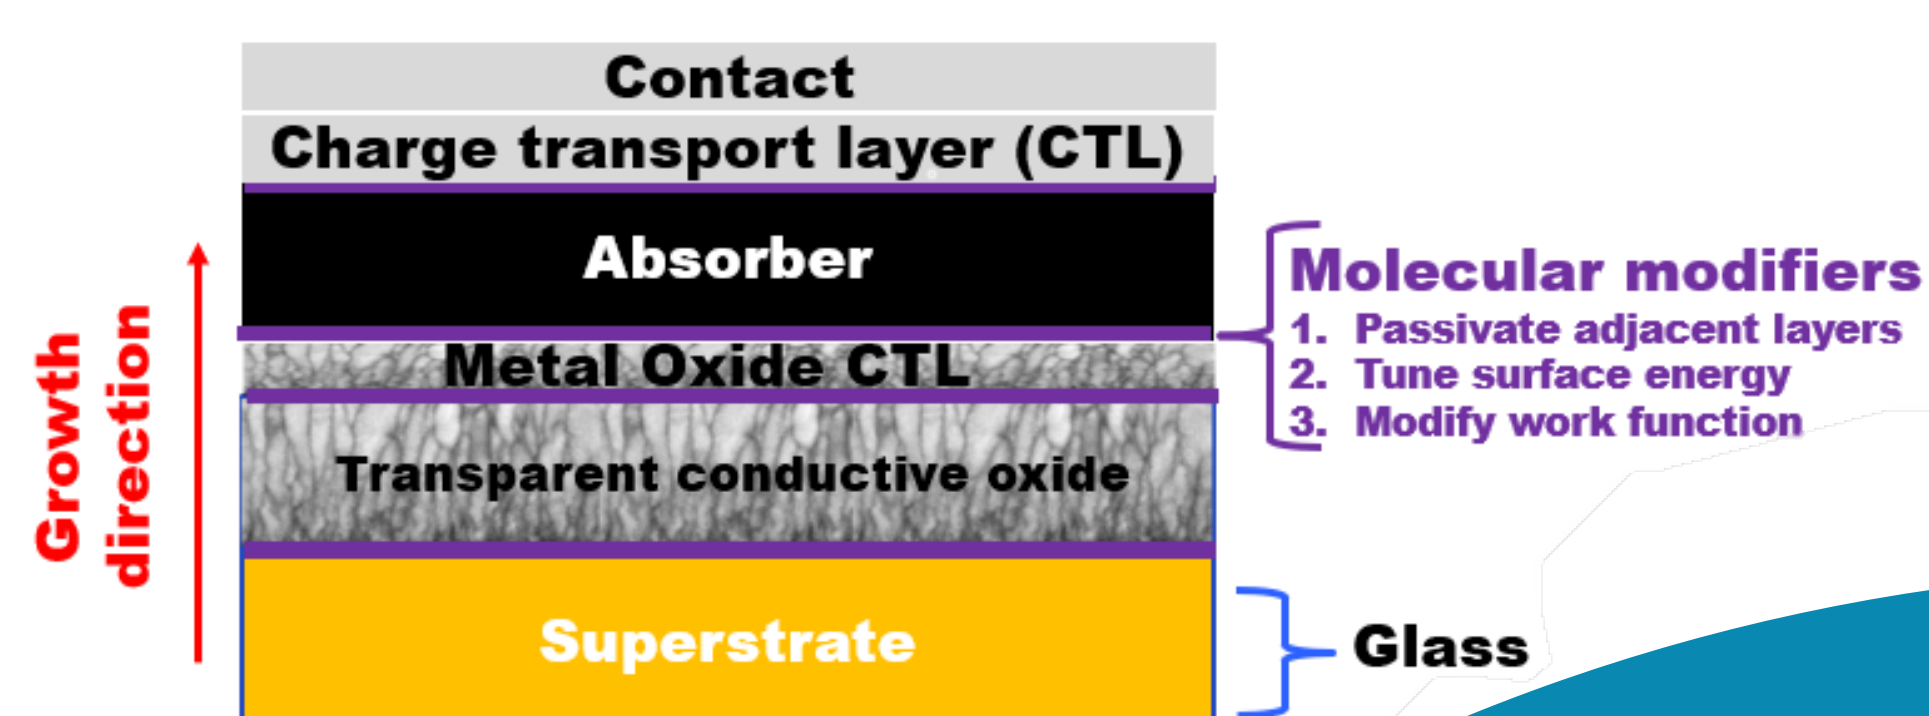 Contact
Charge transport layer (CTL)
Absorber
Metal Oxide CTL
Transparent conductive oxide
Superstrate
Growth
direction
Molecular modifiers
1. Passivate adjacent layers
2. Tune surface energy
3. Modify work function
Glass